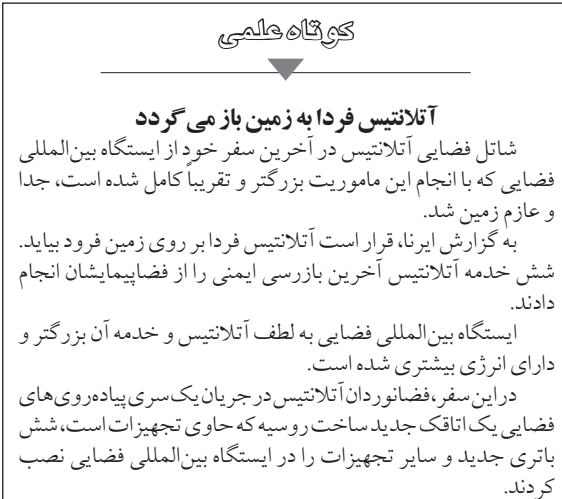 کوتاه علمی
آتلانتیس فردا به زمین باز می گردد
شاتل فضایی آتلانتیس در آخرین سفر خود از ایستگاه بین‌المللی
فضایی که با انجام این ماموریت بزرگتر و تقریباً کامل شده است، جدا
و عازم زمین شد.
به گزارش ایرنا، قرار است آتلانتیس فردا بر روی زمین فرود بیاید.
شش خدمه آتلانتیس آخرین بازرسی ایمنی را از فضاپیمایشان انجام
دادند.
ایستگاه بین‌المللی فضایی به لطف آتلانتیس و خدمه آن بزرگتر و
دارای انرژی بیشتری شده است.
در این سفر، فضانوردان آتلانتیس در جریان یک سری پیاده‌روی‌های
فضایی یک اتاقک جدید ساخت روسیه که حاوی تجهیزات است، شش
باتری جدید و سایر تجهیزات را در ایستگاه بین‌المللی فضایی نصب
کردند.